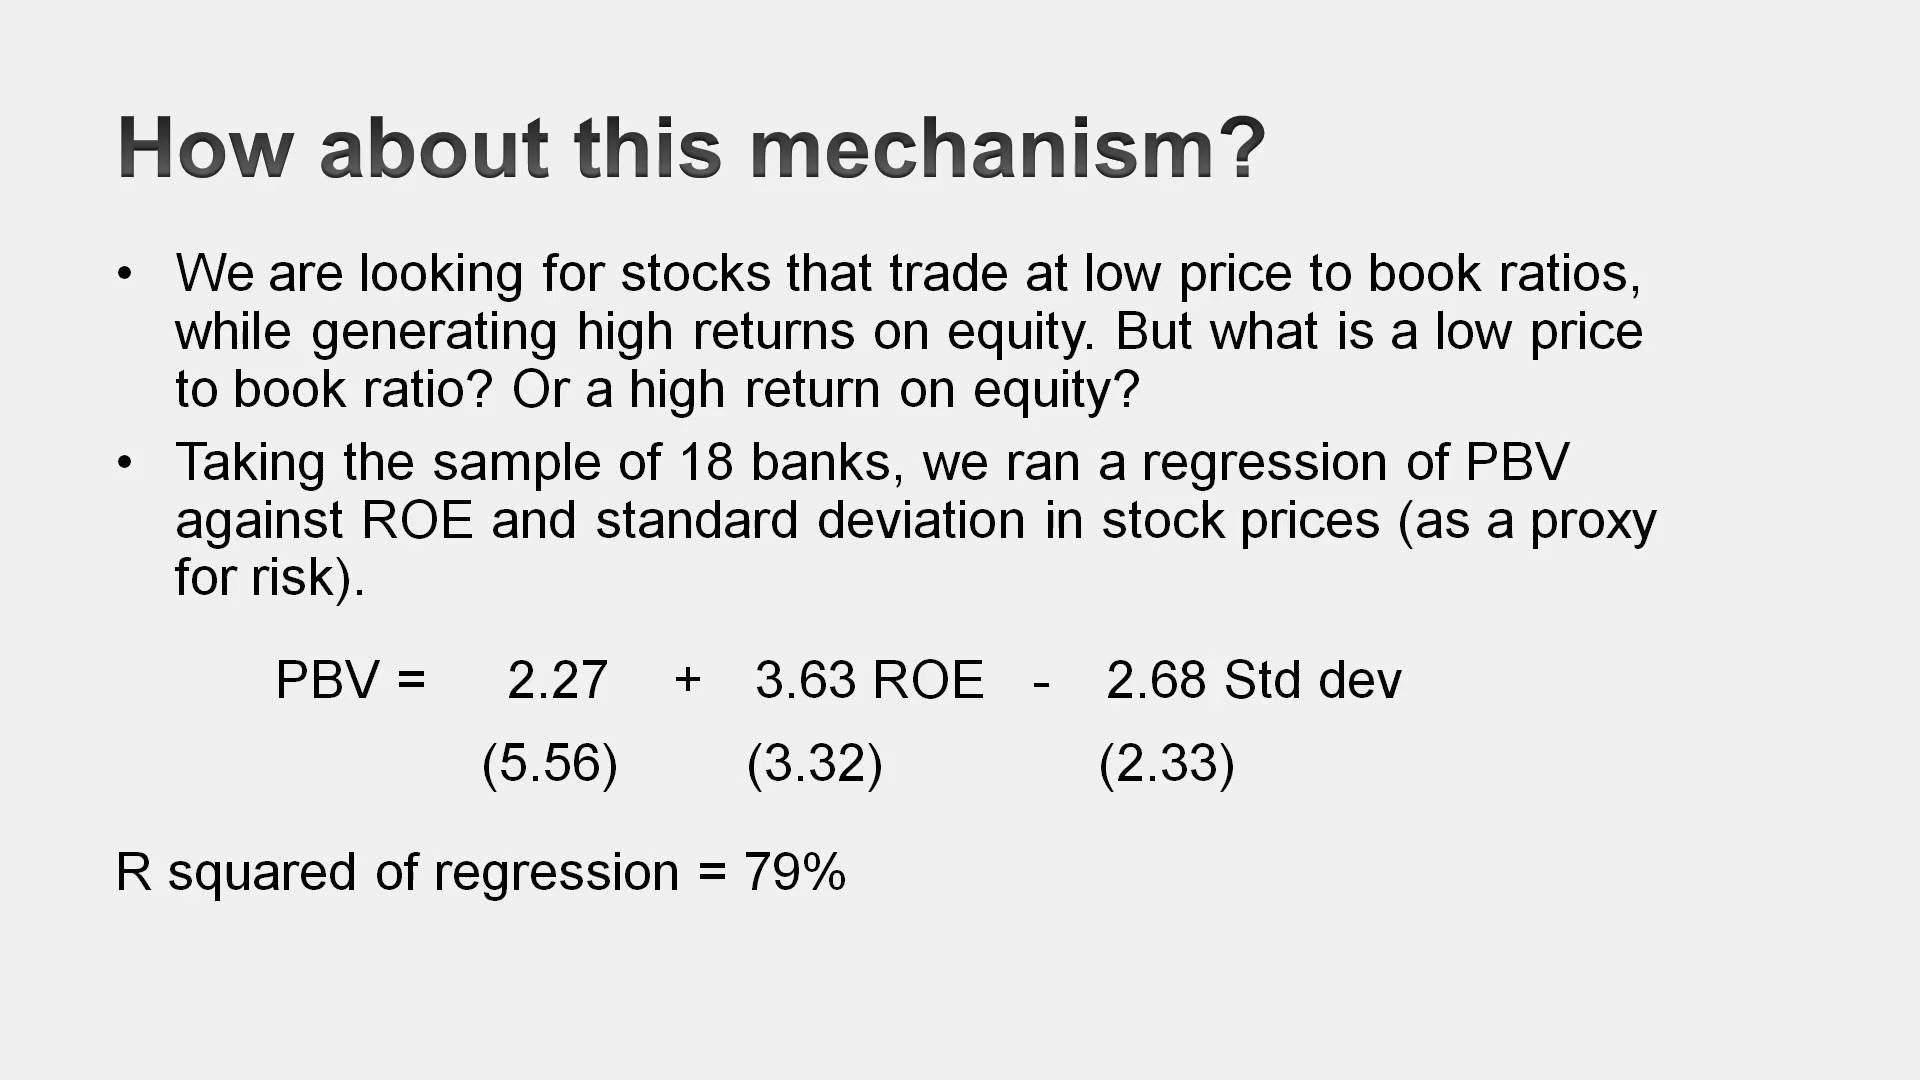 How about this mechanism?
• We are looking for stocks that trade at low price to book ratios,
while generating high returns on equity. But what is a low price
to book ratio? Or a high return on equity?
• Taking the sample of 18 banks, we ran a regression of PBV
against ROE and standard deviation in stock prices (as a proxy
for risk).
PBV = 2.27 + 3.63 ROE - 2.68 Std dev
(5.56) (3.32) (2.33)
R squared of regression = 79%